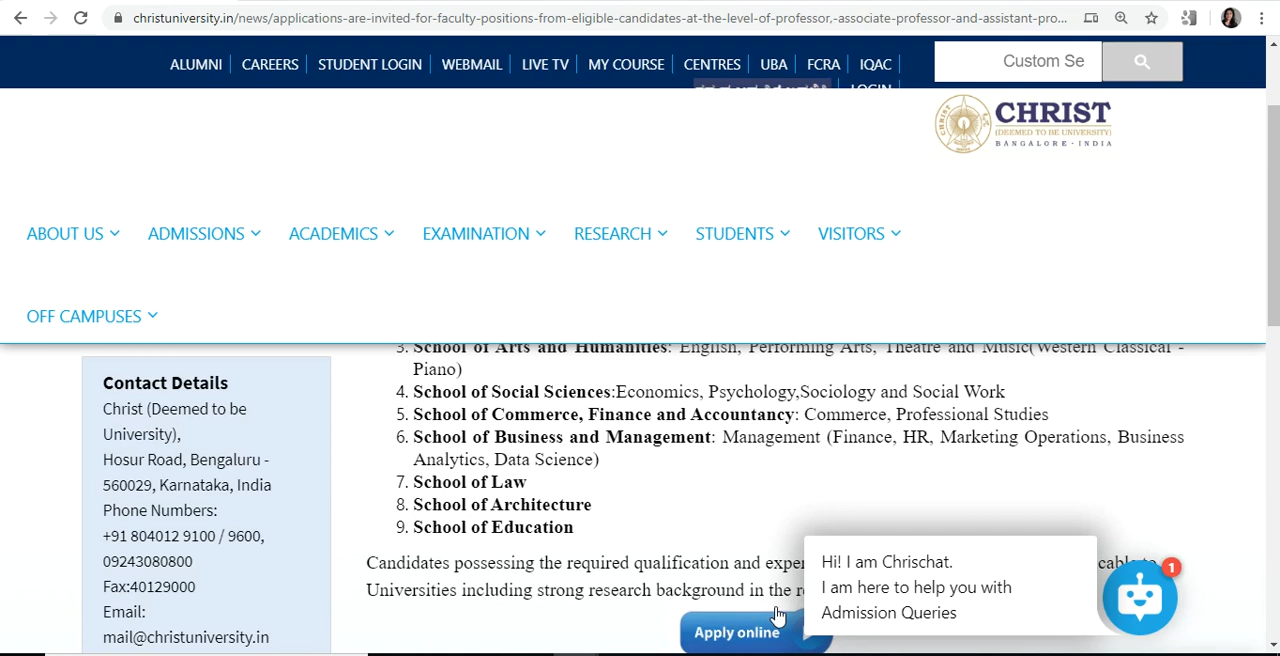 christuniversity.in/news/applications-are-invited-for-faculty-positions-from-eligible-candidates-at-the-level-of-professor,-associate-professor-and-assistant-pro...
ALUMNI CAREERS STUDENT LOGIN WEBMAIL LIVE TV MY COURSE CENTRES UBA FCRA IQAC
LOGIN
Custom Se
CHRIST
(DEEMED TO BE UNIVERSITY)
BANGALORE · INDIA
ABOUT US ADMISSIONS ACADEMICS EXAMINATION RESEARCH STUDENTS VISITORS
OFF CAMPUSES
Contact Details
Christ (Deemed to be
University),
Hosur Road, Bengaluru -
560029, Karnataka, India
Phone Numbers:
+91 804012 9100 / 9600,
09243080800
Fax:40129000
Email:
mail@christuniversity.in
3. School of Arts and Humanities: English, Performing Arts, Theatre and Music(Western Classical -
Piano)
4. School of Social Sciences:Economics, Psychology,Sociology and Social Work
5. School of Commerce, Finance and Accountancy: Commerce, Professional Studies
6. School of Business and Management: Management (Finance, HR, Marketing Operations, Business
Analytics, Data Science)
7. School of Law
8. School of Architecture
9. School of Education
Candidates possessing the required qualification and
Universities including strong research background in the
Apply online
Hi! I am Chrischat.
I am here to help you with
Admission Queries
1